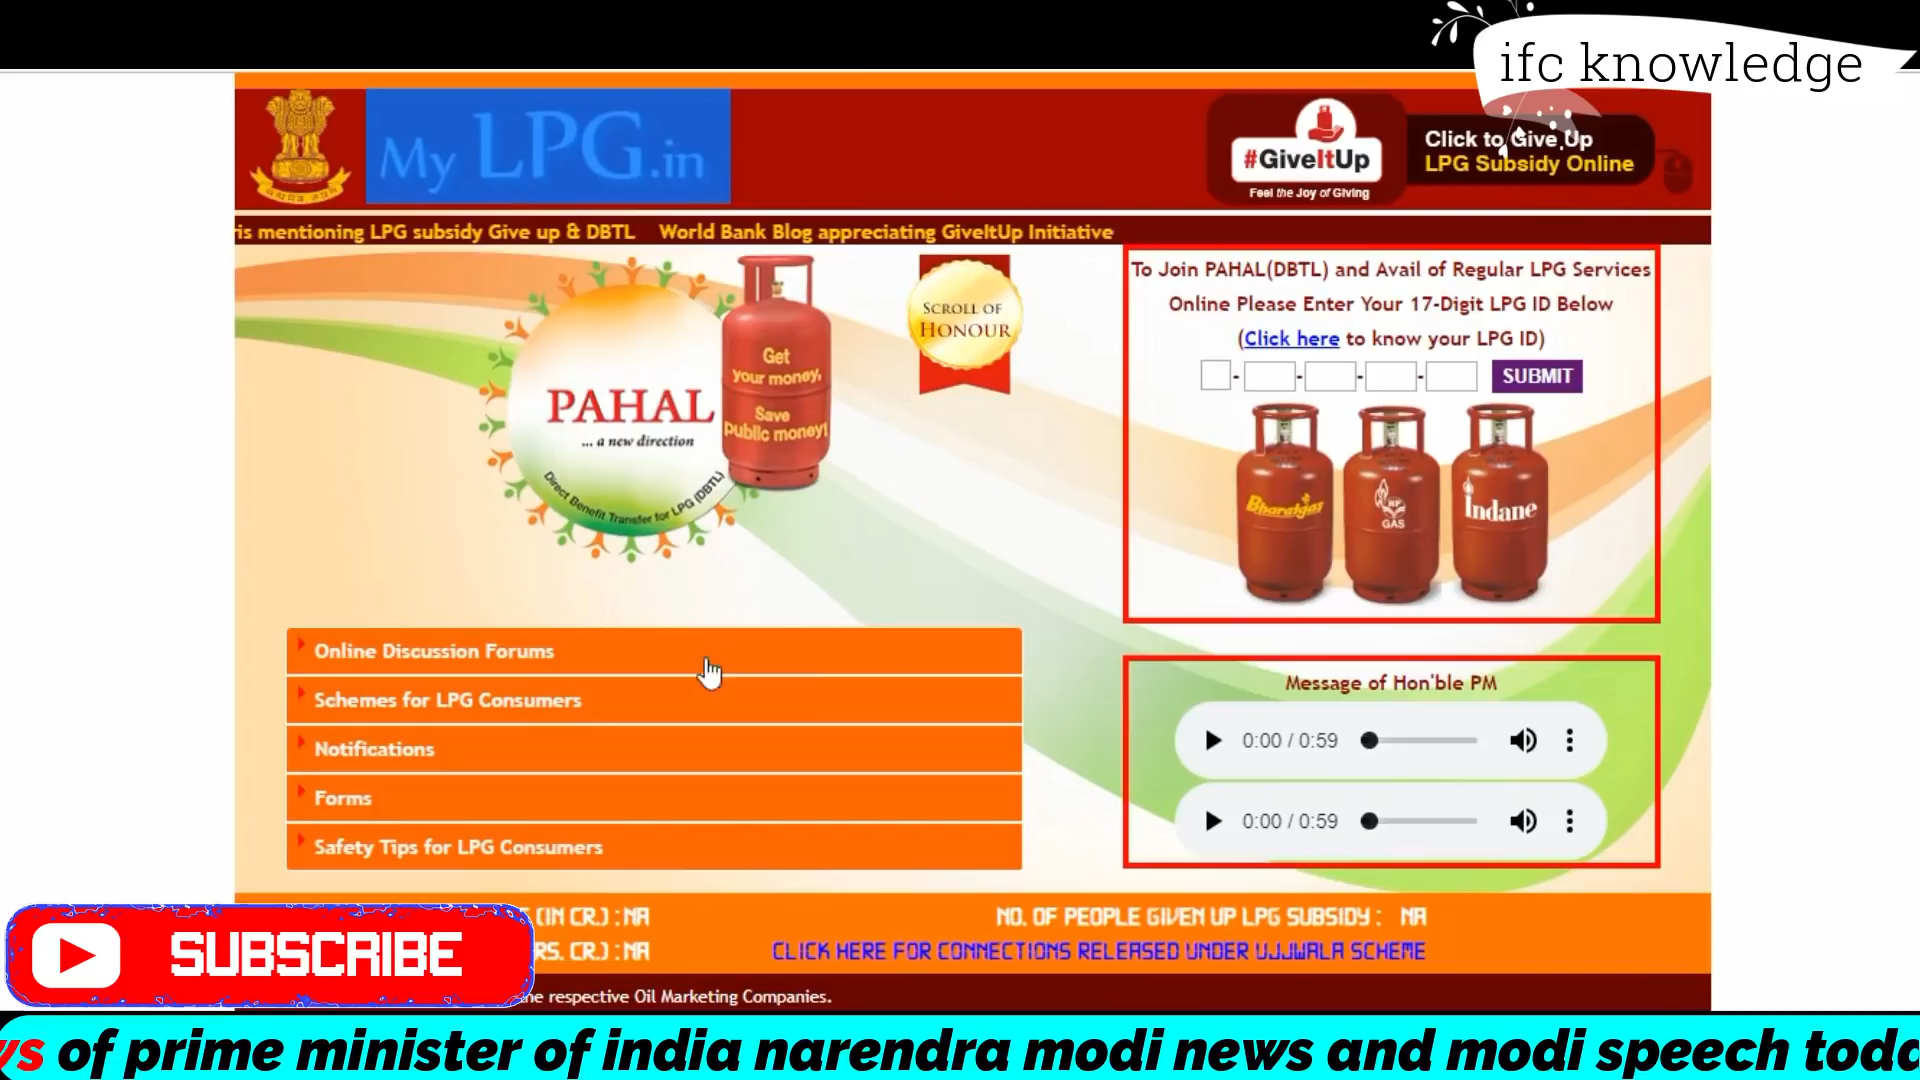 ifc knowledge
My LPG.in
#GiveItUp
Feel the Joy of Giving
Click to Give Up
LPG Subsidy Online
is mentioning LPG subsidy Give up & DBTL World Bank Blog appreciating GiveItUp Initiative
PAHAL
... a new direction
Direct Benefit Transfer for LPG (DBTL)
Get
your money,
Save
public money!
SCROLL OF
HONOUR
To Join PAHAL(DBTL) and Avail of Regular LPG Services
Online Please Enter Your 17-Digit LPG ID Below
(Click here to know your LPG ID)
- - - - SUBMIT
Bharatgas
HP
GAS
Indane
Online Discussion Forums
Schemes for LPG Consumers
Notifications
Forms
Safety Tips for LPG Consumers
Message of Hon'ble PM
0:00 / 0:59
0:00 / 0:59
(IN CR.) : NA
NO. OF PEOPLE GIVEN UP LPG SUBSIDY : NA
RS. CR.) : NA
CLICK HERE FOR CONNECTIONS RELEASED UNDER UJJWALA SCHEME
SUBSCRIBE
he respective Oil Marketing Companies.
of prime minister of india narendra modi news and modi speech toda